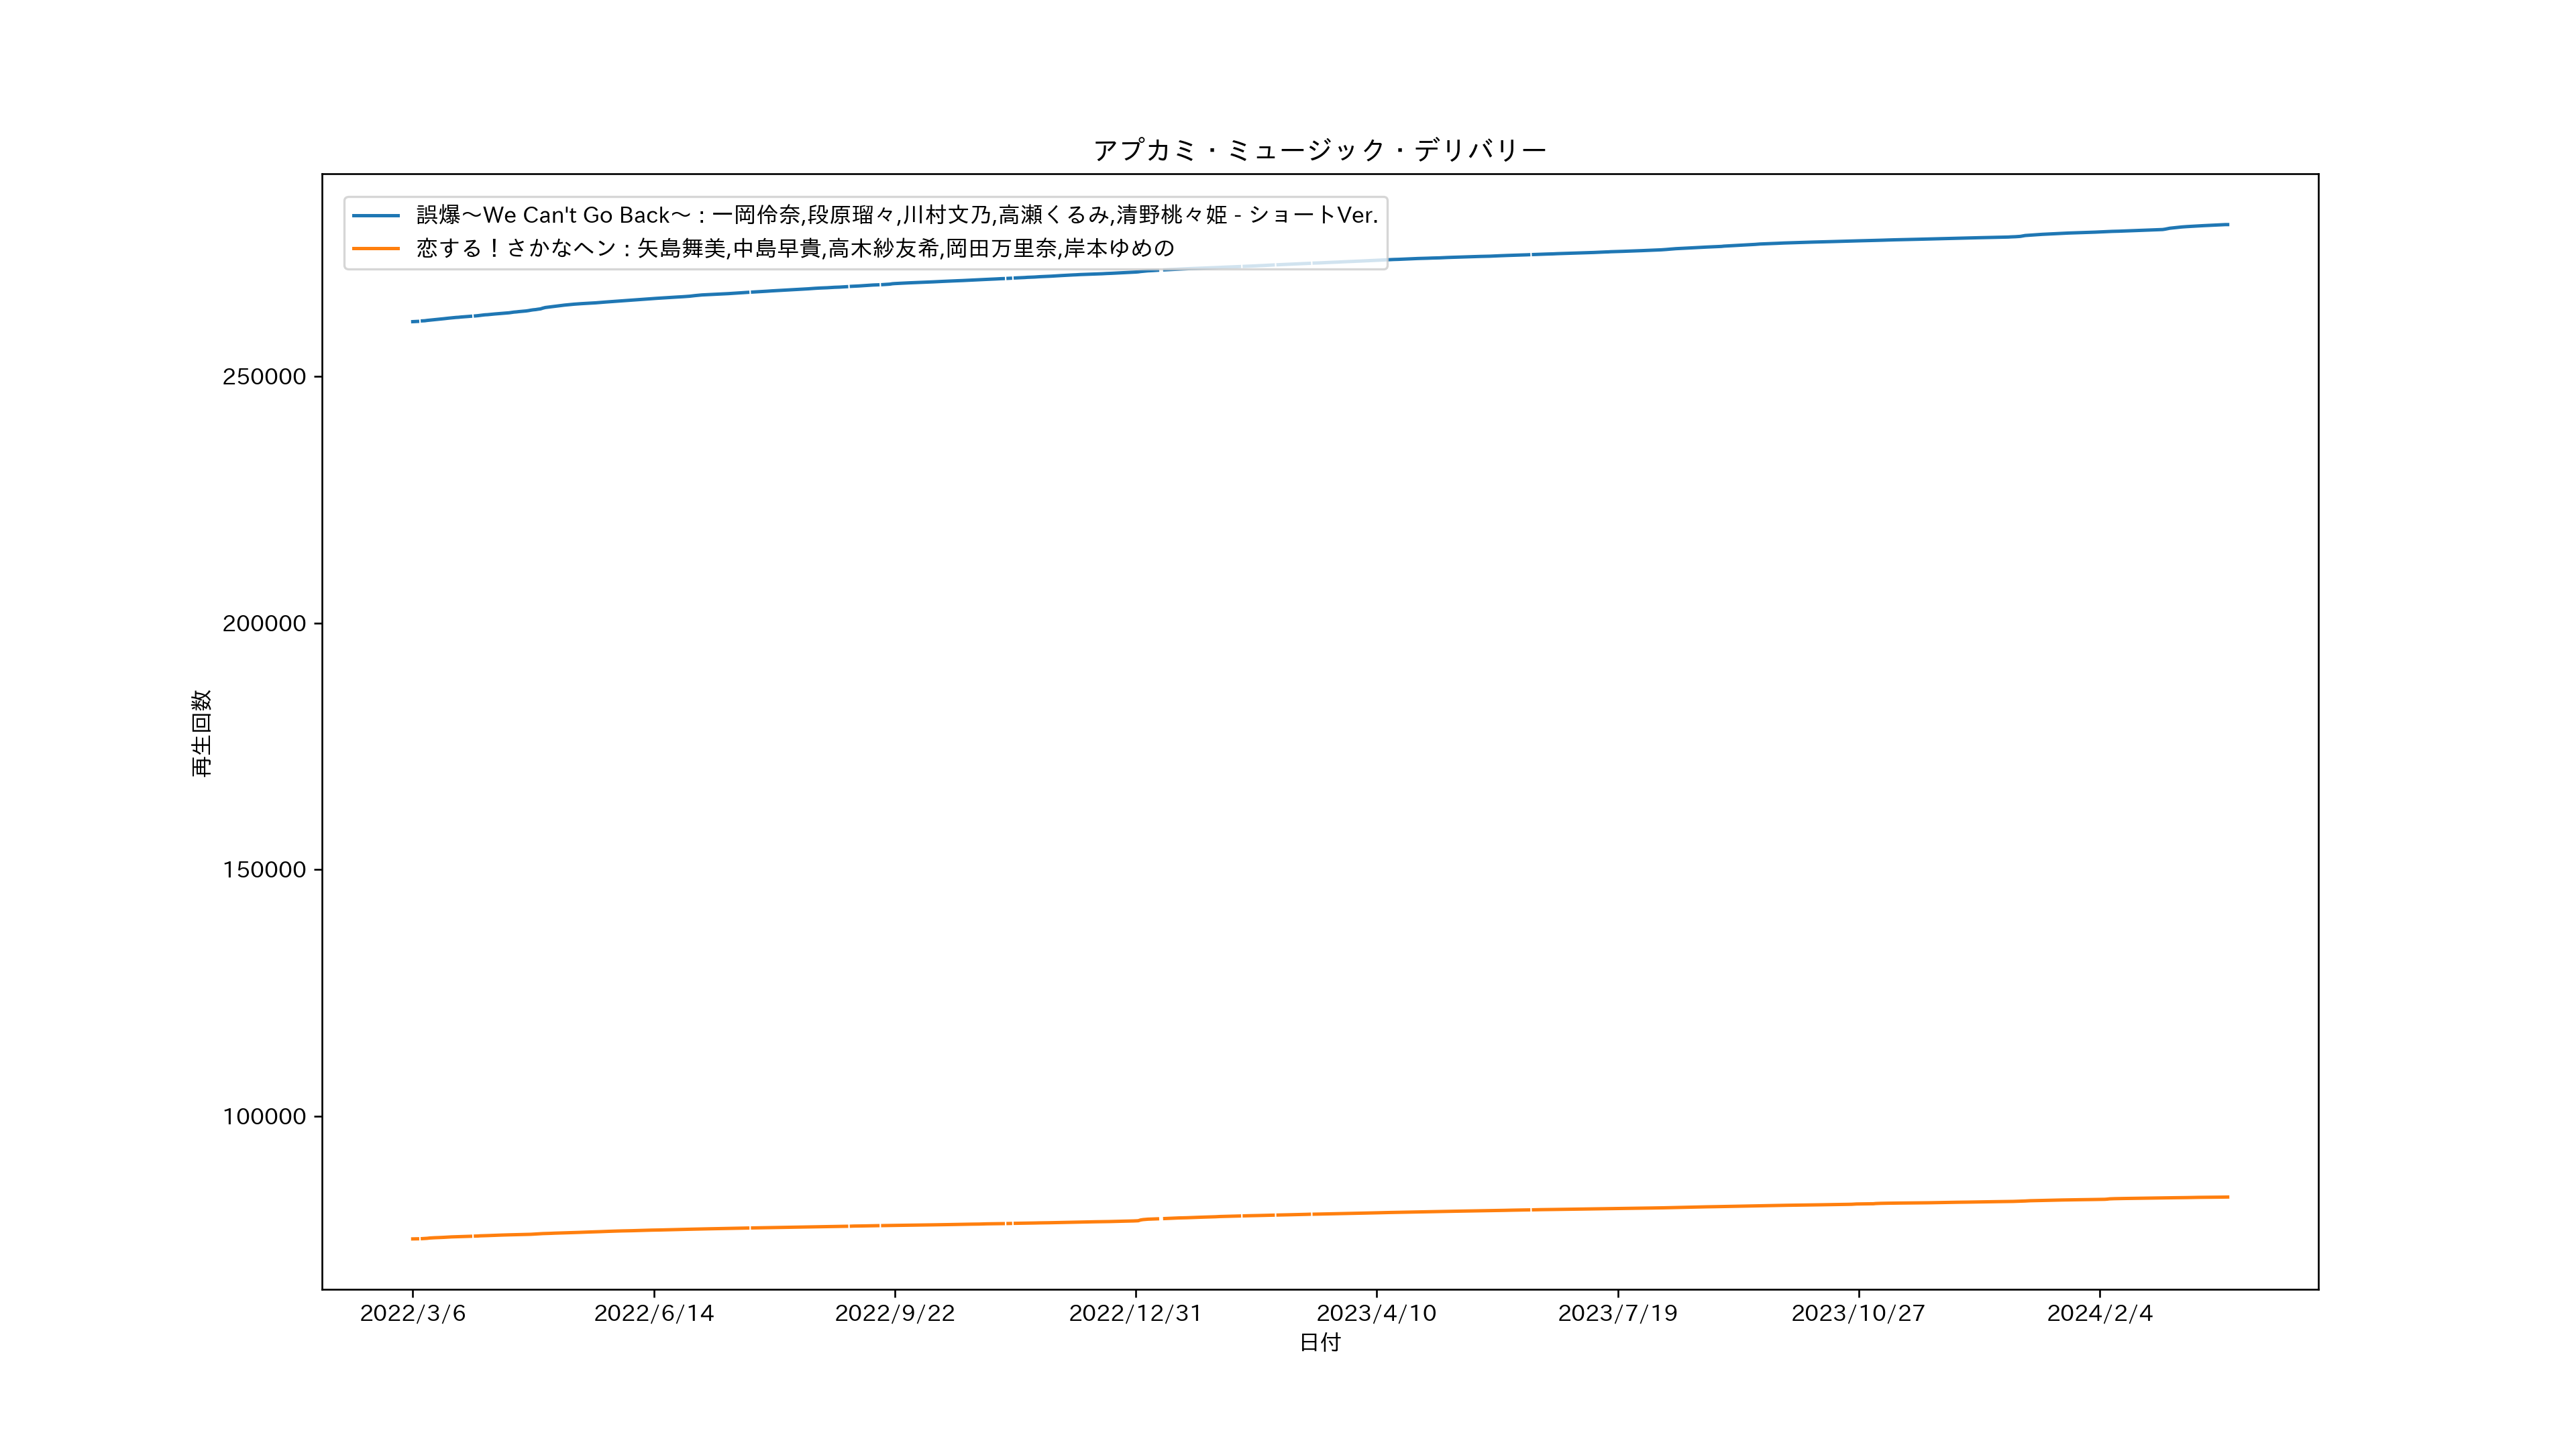 アプカミ・ミュージック・デリバリー
誤爆～We Can't Go Back～ : 一岡伶奈,段原瑠々,川村文乃,高瀬くるみ,清野桃々姫 - ショートVer.
恋する！さかなヘン : 矢島舞美,中島早貴,高木紗友希,岡田万里奈,岸本ゆめの
250000
200000
150000
100000
再生回数
2022/3/6 2022/6/14 2022/9/22 2022/12/31 2023/4/10 2023/7/19 2023/10/27 2024/2/4
日付